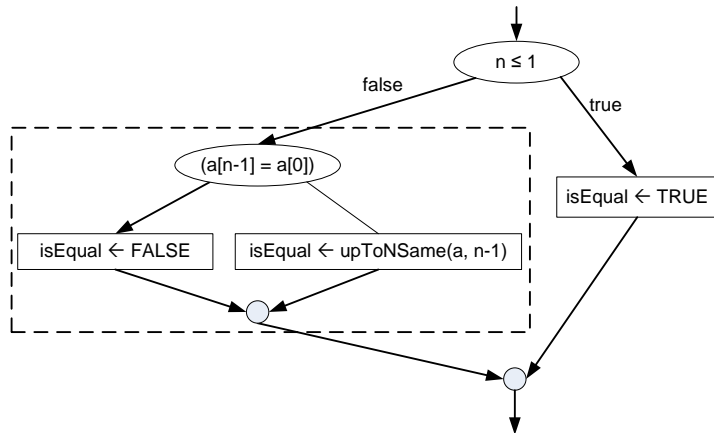 n ≤ 1
false
true
(a[n-1] = a[0])
isEqual ← TRUE
isEqual ← FALSE
isEqual ← upToNSame(a, n-1)